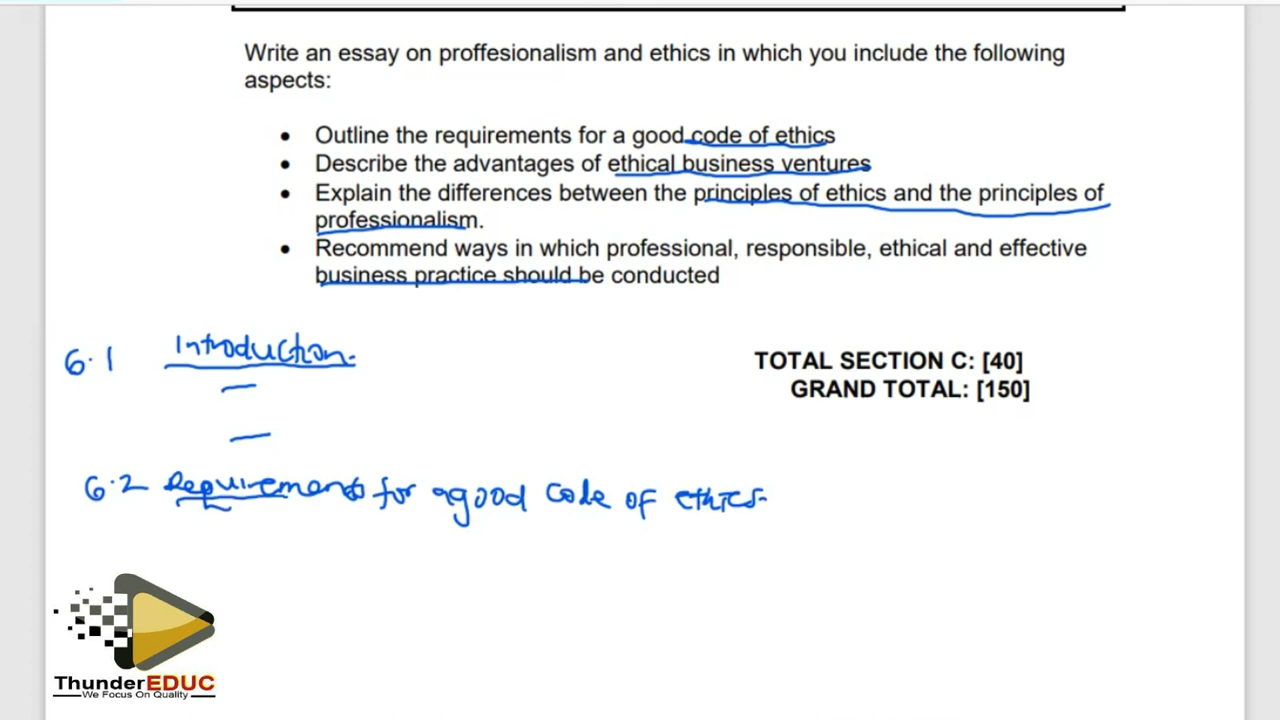 Write an essay on proffesionalism and ethics in which you include the following
aspects:
• Outline the requirements for a good code of ethics
• Describe the advantages of ethical business ventures
• Explain the differences between the principles of ethics and the principles of
professionalism.
• Recommend ways in which professional, responsible, ethical and effective
business practice should be conducted
6.1 Introduction.
TOTAL SECTION C: [40]
GRAND TOTAL: [150]
6.2 Requirements for a good code of ethics.
ThunderEDUC
We Focus On Quality